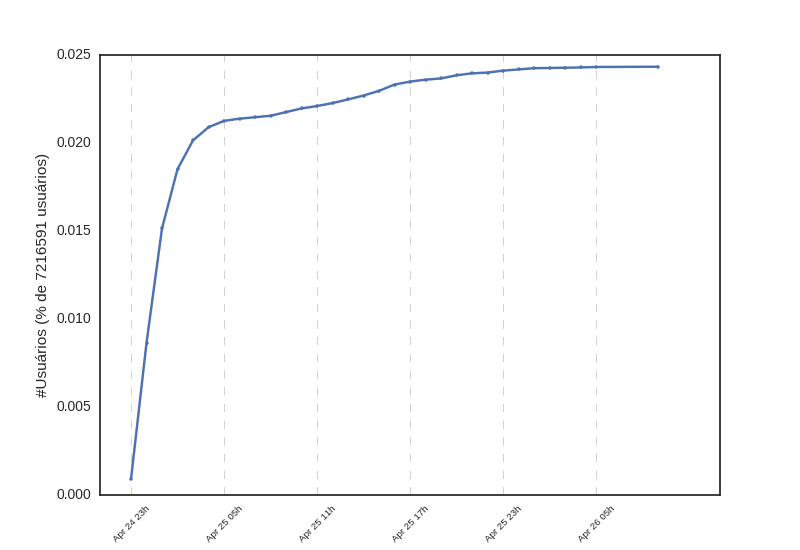 0.025
0.020
0.015
0.010
0.005
0.000
#Usuários (% de 7216591 usuários)
Apr 24 23h
Apr 25 05h
Apr 25 11h
Apr 25 17h
Apr 25 23h
Apr 26 05h